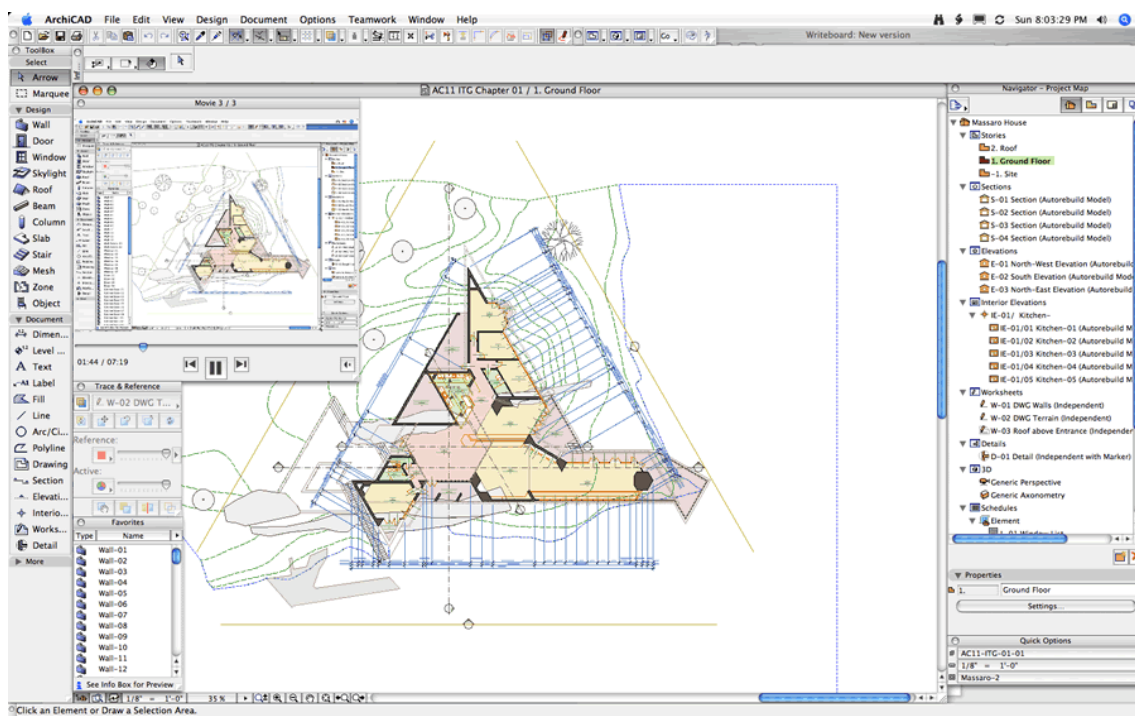 ArchiCAD File Edit View Design Document Options Teamwork Window Help
Sun 8:03:29 PM
Writeboard: New version
ToolBox
Select
Arrow
Marquee
Design
Wall
Door
Window
Skylight
Roof
Beam
Column
Slab
Stair
Mesh
Zone
Object
Document
Dimen...
Level ...
Text
Label
Fill
Line
Arc/Ci...
Polyline
Drawing
Section
Elevati...
Interio...
Works...
Detail
More
AC11 ITG Chapter 01 / 1. Ground Floor
Movie 3 / 3
01:44 / 07:19
Trace & Reference
W-02 DWG T...
Reference:
Active:
Favorites
Type Name
Wall-01
Wall-02
Wall-03
Wall-04
Wall-05
Wall-06
Wall-07
Wall-08
Wall-09
Wall-10
Wall-11
Wall-12
See Info Box for Preview
1/8" = 1'-0" 35 %
Click an Element or Draw a Selection Area.
Navigator - Project Map
Massaro House
Stories
2. Roof
1. Ground Floor
-1. Site
Sections
S-01 Section (Autorebuild Model)
S-02 Section (Autorebuild Model)
S-03 Section (Autorebuild Model)
S-04 Section (Autorebuild Model)
Elevations
E-01 North-West Elevation (Autorebuild
E-02 South Elevation (Autorebuild Mod
E-03 North-East Elevation (Autorebuild
Interior Elevations
IE-01/ Kitchen-
IE-01/01 Kitchen-01 (Autorebuild M
IE-01/02 Kitchen-02 (Autorebuild M
IE-01/03 Kitchen-03 (Autorebuild M
IE-01/04 Kitchen-04 (Autorebuild M
IE-01/05 Kitchen-05 (Autorebuild M
Worksheets
W-01 DWG Walls (Independent)
W-02 DWG Terrain (Independent)
W-03 Roof above Entrance (Independen
Details
D-01 Detail (Independent with Marker)
3D
Generic Perspective
Generic Axonometry
Schedules
Element
Properties
1. Ground Floor
Settings...
Quick Options
AC11-ITG-01-01
1/8" = 1'-0"
Massaro-2